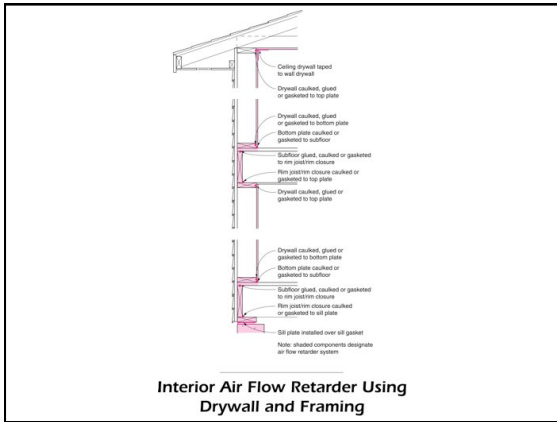 Ceiling drywall taped
to wall drywall
Drywall caulked, glued
or gasketed to top plate
Drywall caulked, glued
or gasketed to bottom plate
Bottom plate caulked or
gasketed to subfloor
Subfloor glued, caulked or gasketed
to rim joist/rim closure
Rim joist/rim closure caulked or
gasketed to top plate
Drywall caulked, glued or
gasketed to top plate
Drywall caulked, glued or
gasketed to bottom plate
Bottom plate caulked or
gasketed to subfloor
Subfloor glued, caulked or gasketed
to rim joist/rim closure
Rim joist/rim closure caulked
or gasketed to sill plate
Sill plate installed over sill gasket
Note: shaded components designate
air flow retarder system
Interior Air Flow Retarder Using
Drywall and Framing